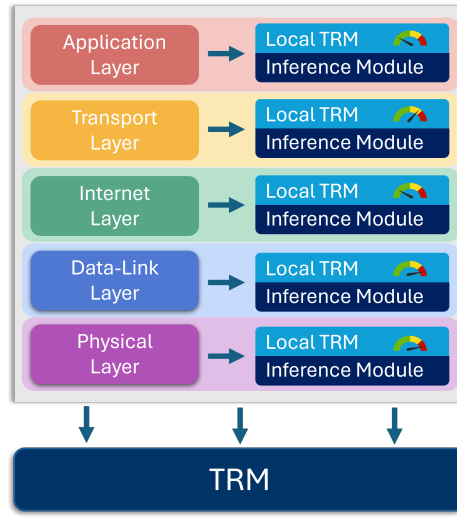 Application
Layer
Local TRM
Inference Module
Transport
Layer
Local TRM
Inference Module
Internet
Layer
Local TRM
Inference Module
Data-Link
Layer
Local TRM
Inference Module
Physical
Layer
Local TRM
Inference Module
TRM